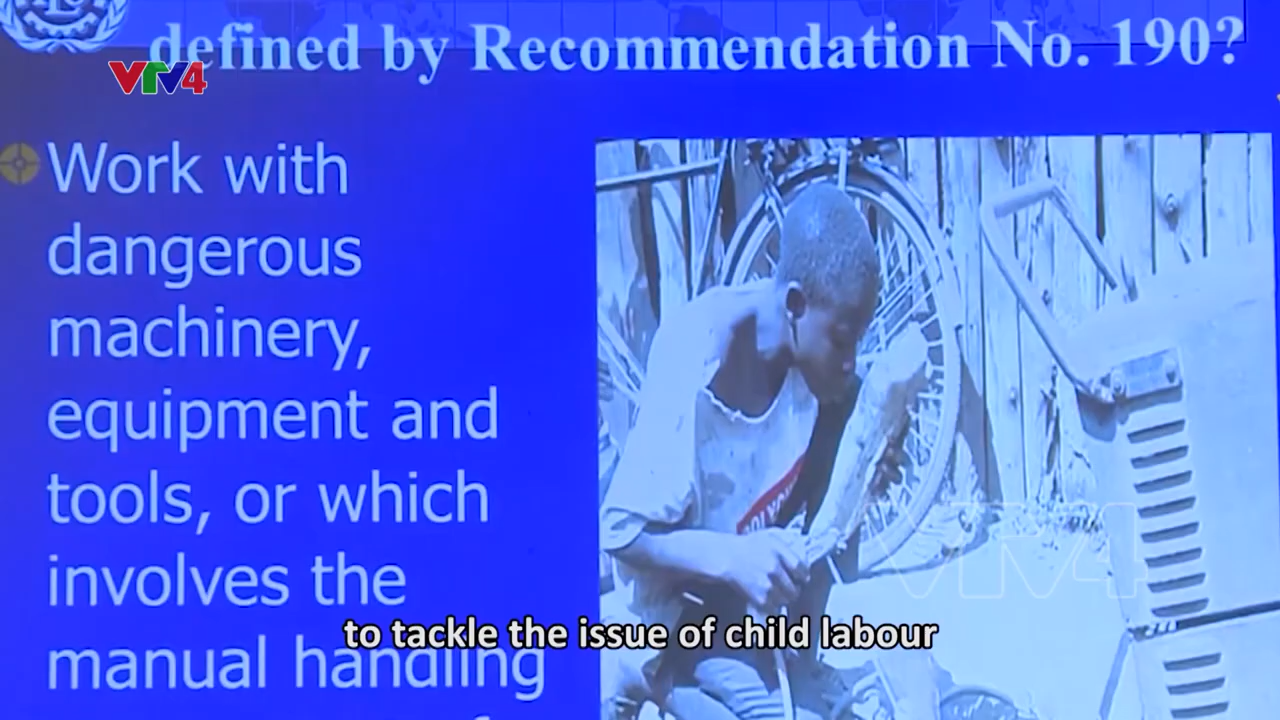 defined by Recommendation No. 190?
VTV4
Work with
dangerous
machinery,
equipment and
tools, or which
involves the
manual handling
VTV4
to tackle the issue of child labour